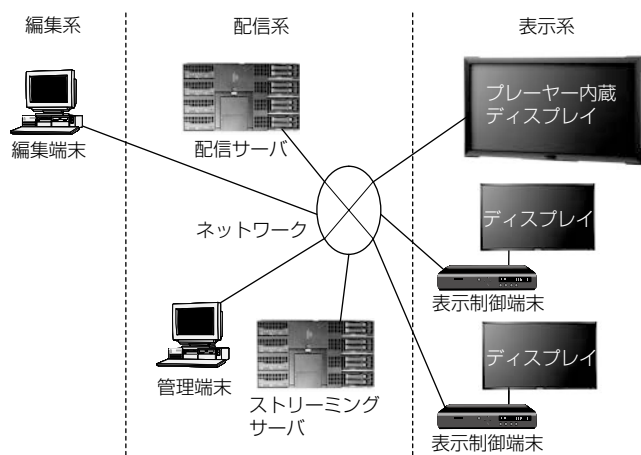 編集系
配信系
表示系
プレーヤー内蔵
ディスプレイ
編集端末
配信サーバ
ネットワーク
ディスプレイ
表示制御端末
管理端末
ストリーミング
サーバ
ディスプレイ
表示制御端末